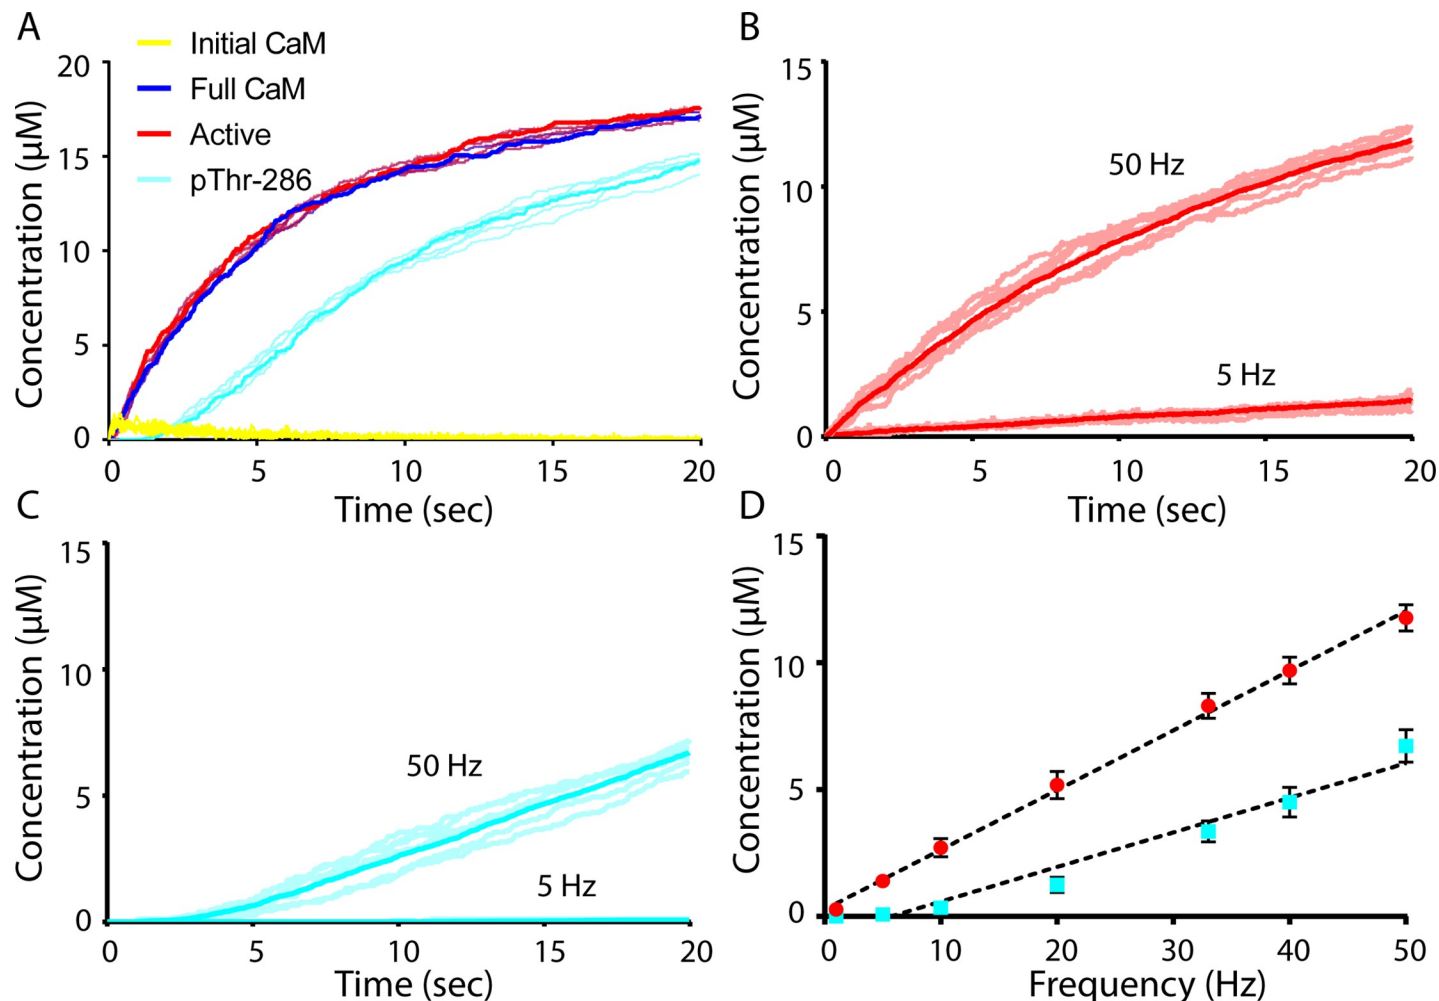 A
Initial CaM
Full CaM
Active
pThr-286
20
15
10
5
0
Concentration (µM)
0 5 10 15 20
Time (sec)
B
15
10
5
0
Concentration (µM)
50 Hz
5 Hz
0 5 10 15 20
Time (sec)
C
15
10
5
0
Concentration (µM)
50 Hz
5 Hz
0 5 10 15 20
Time (sec)
D
15
10
5
0
Concentration (µM)
0 10 20 30 40 50
Frequency (Hz)